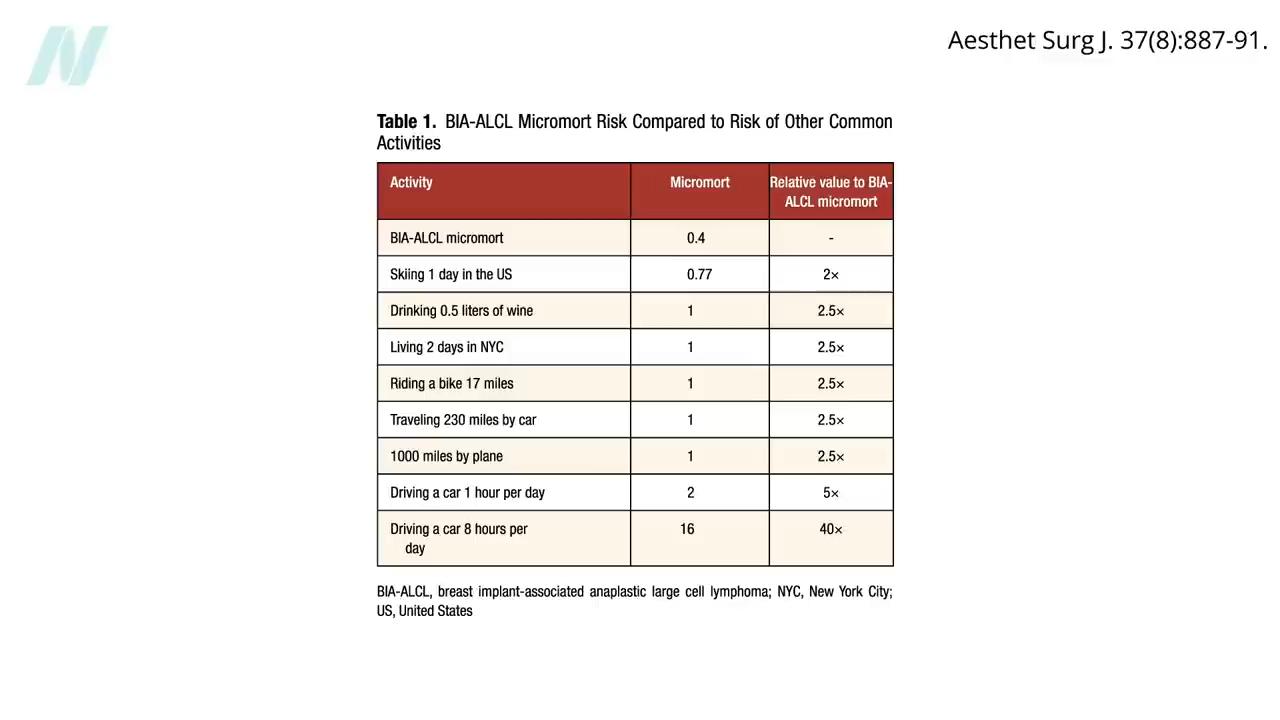 Aesthet Surg J. 37(8):887-91.
Table 1. BIA-ALCL Micromort Risk Compared to Risk of Other Common
Activities
Activity Micromort Relative value to BIA-
ALCL micromort
BIA-ALCL micromort 0.4 -
Skiing 1 day in the US 0.77 2×
Drinking 0.5 liters of wine 1 2.5×
Living 2 days in NYC 1 2.5×
Riding a bike 17 miles 1 2.5×
Traveling 230 miles by car 1 2.5×
1000 miles by plane 1 2.5×
Driving a car 1 hour per day 2 5×
Driving a car 8 hours per 16 40×
day
BIA-ALCL, breast implant-associated anaplastic large cell lymphoma; NYC, New York City;
US, United States